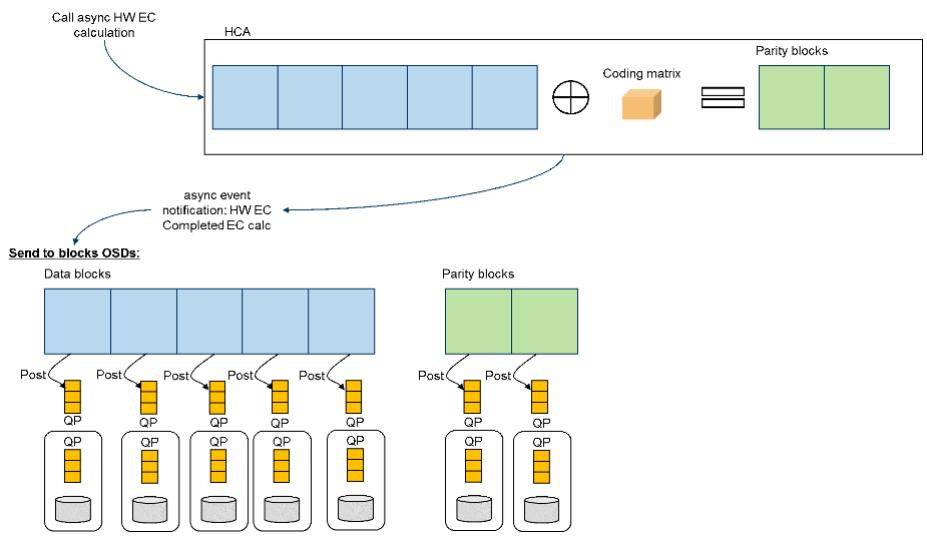 Call async HW EC
calculation
HCA
Coding matrix
Parity blocks
async event
notification: HW EC
Completed EC calc
Send to blocks OSDs:
Data blocks
Parity blocks
Post
Post
Post
Post
Post
Post
Post
QP
QP
QP
QP
QP
QP
QP
QP
QP
QP
QP
QP
QP
QP